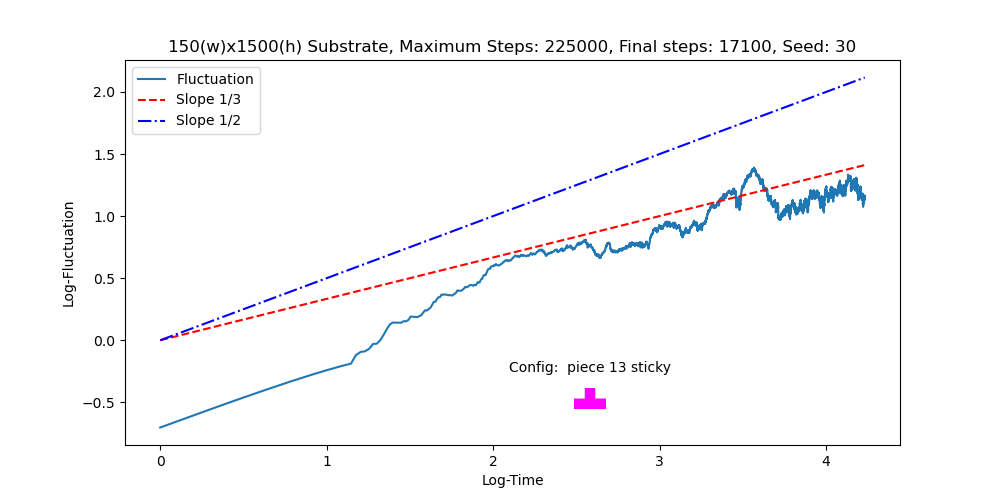 150(w)x1500(h) Substrate, Maximum Steps: 225000, Final steps: 17100, Seed: 30
Fluctuation
Slope 1/3
Slope 1/2
2.0
1.5
1.0
0.5
0.0
−0.5
Log-Fluctuation
Config:  piece 13 sticky
0 1 2 3 4
Log-Time